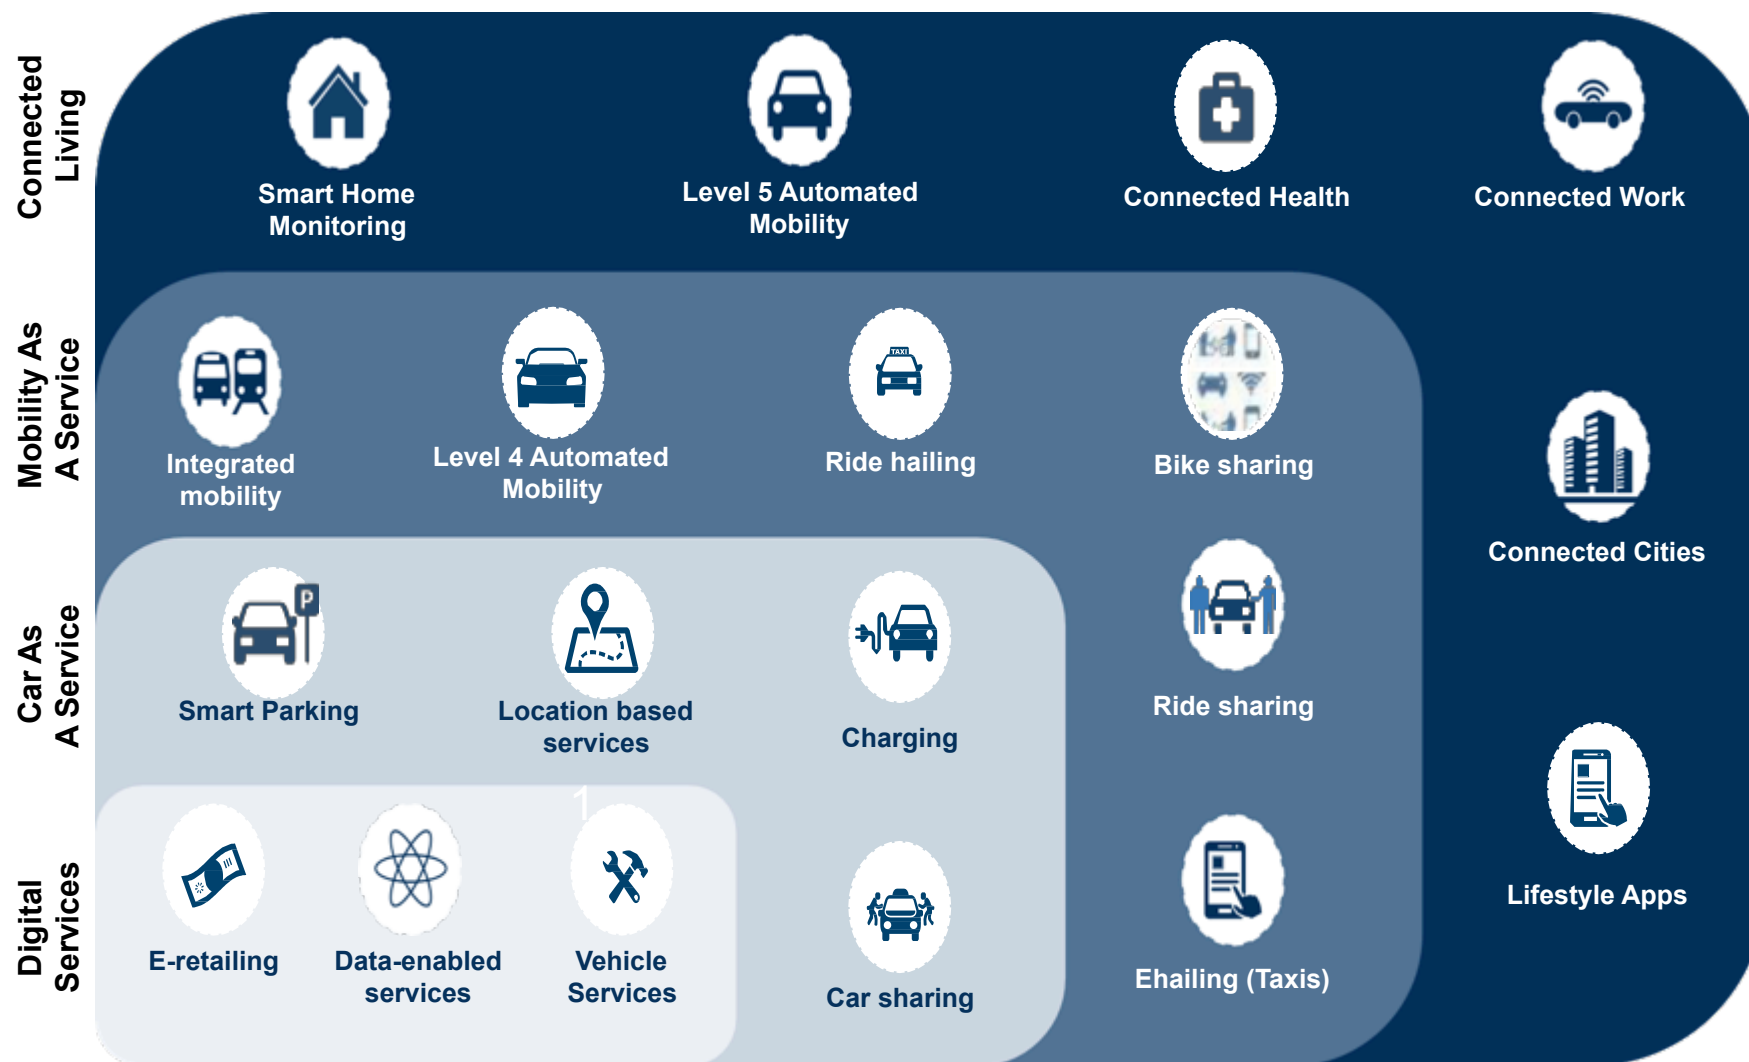 Connected
Living
Smart Home
Monitoring
Level 5 Automated
Mobility
Connected Health
Connected Work
Mobility As
A Service
Integrated
mobility
Level 4 Automated
Mobility
TAXI
Ride hailing
Bike sharing
Connected Cities
Car As
A Service
P
Smart Parking
Location based
services
Charging
Ride sharing
Digital
Services
1
E-retailing
Data-enabled
services
Vehicle
Services
Car sharing
Ehailing (Taxis)
Lifestyle Apps